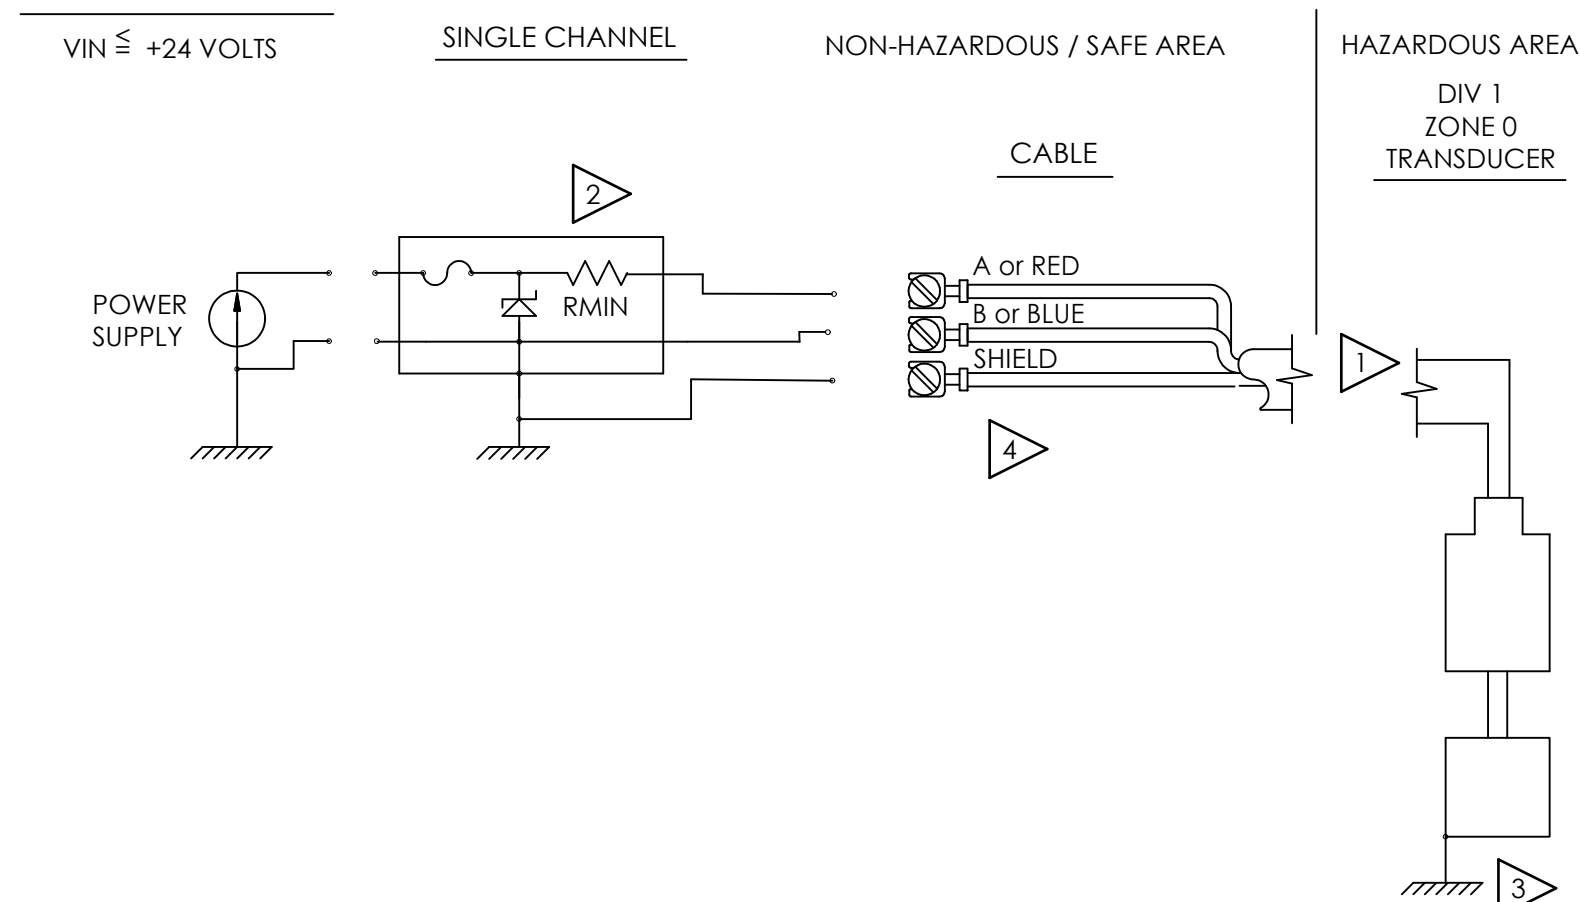 VIN ≦ +24 VOLTS
SINGLE CHANNEL
NON-HAZARDOUS / SAFE AREA
HAZARDOUS AREA
DIV 1
ZONE 0
TRANSDUCER
CABLE
2
POWER
SUPPLY
RMIN
A or RED
B or BLUE
SHIELD
1
4
3